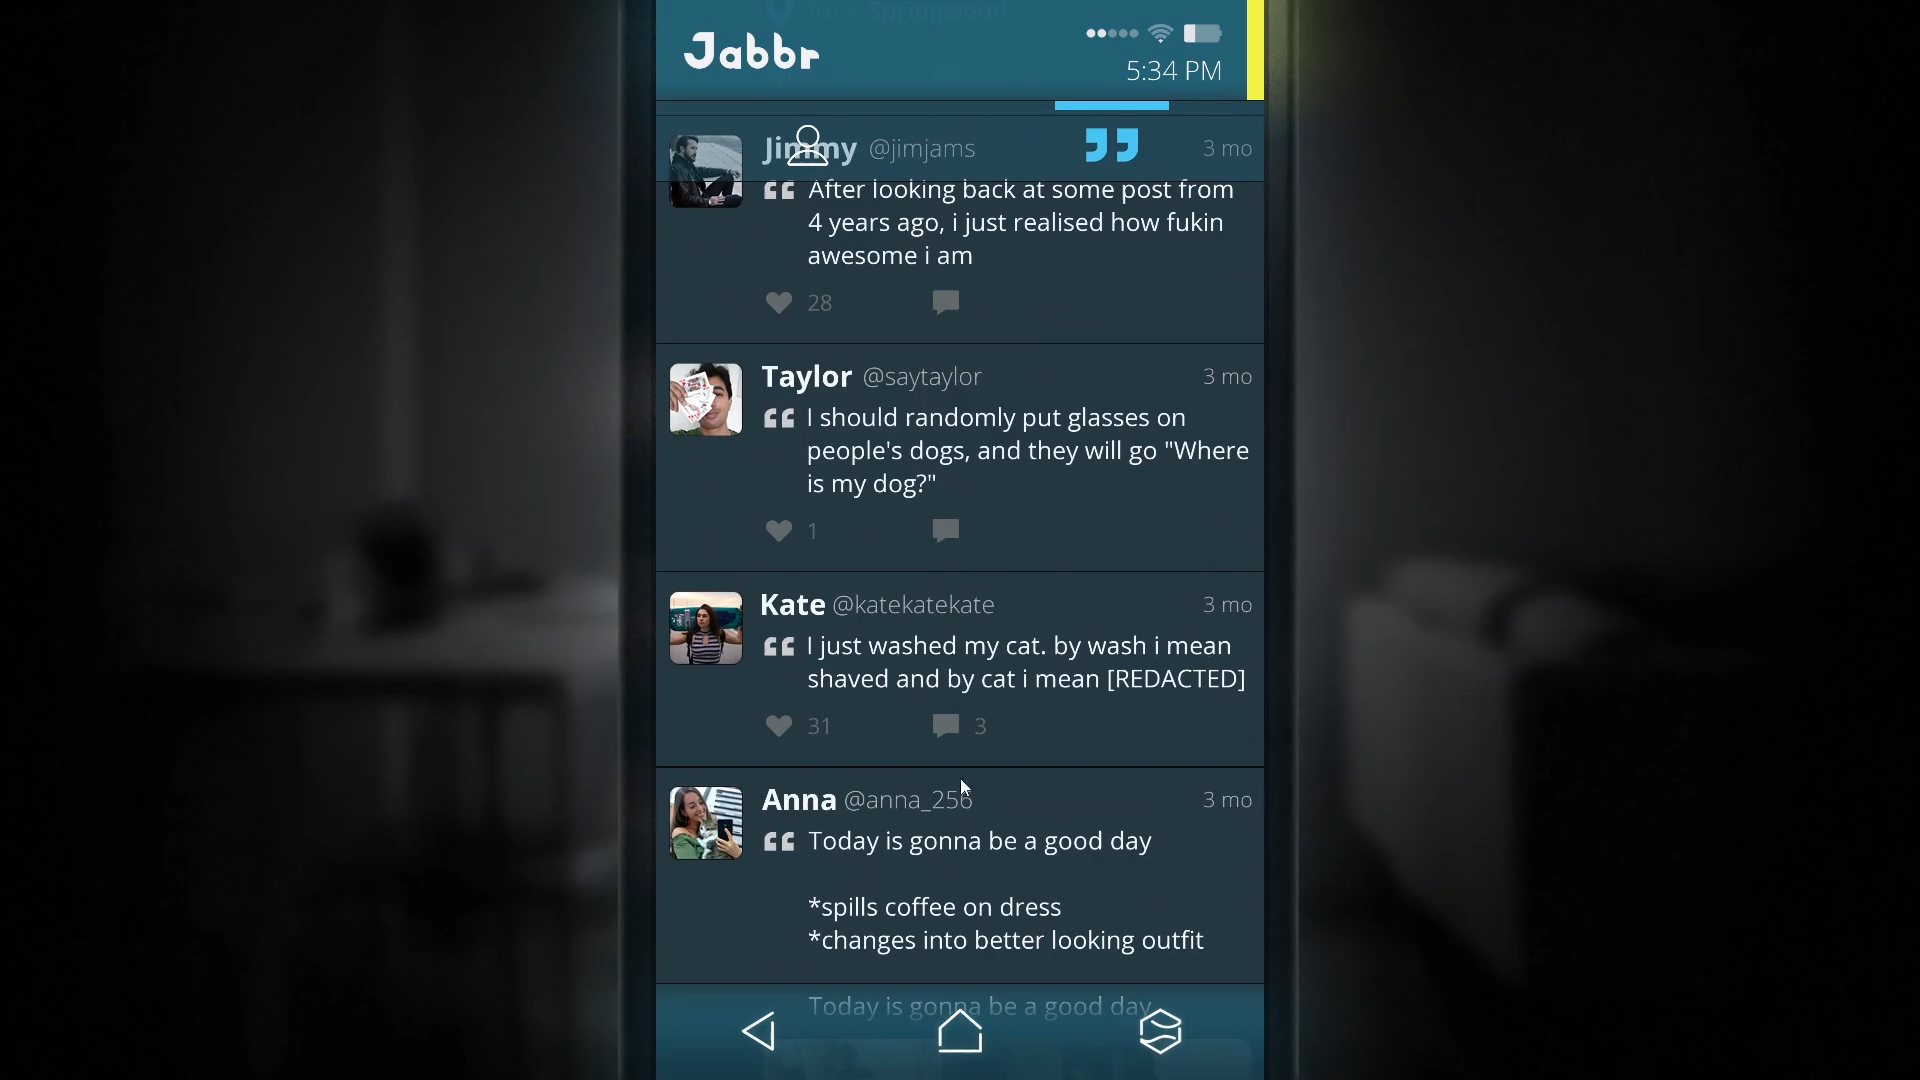 from Springwood
Jabbr
5:34 PM
Jimmy @jimjams 3 mo
After looking back at some post from
4 years ago, i just realised how fukin
awesome i am
28
Taylor @saytaylor 3 mo
I should randomly put glasses on
people's dogs, and they will go "Where
is my dog?"
1
Kate @katekatekate 3 mo
I just washed my cat. by wash i mean
shaved and by cat i mean [REDACTED]
31 3
Anna @anna_256 3 mo
Today is gonna be a good day
*spills coffee on dress
*changes into better looking outfit
Today is gonna be a good day